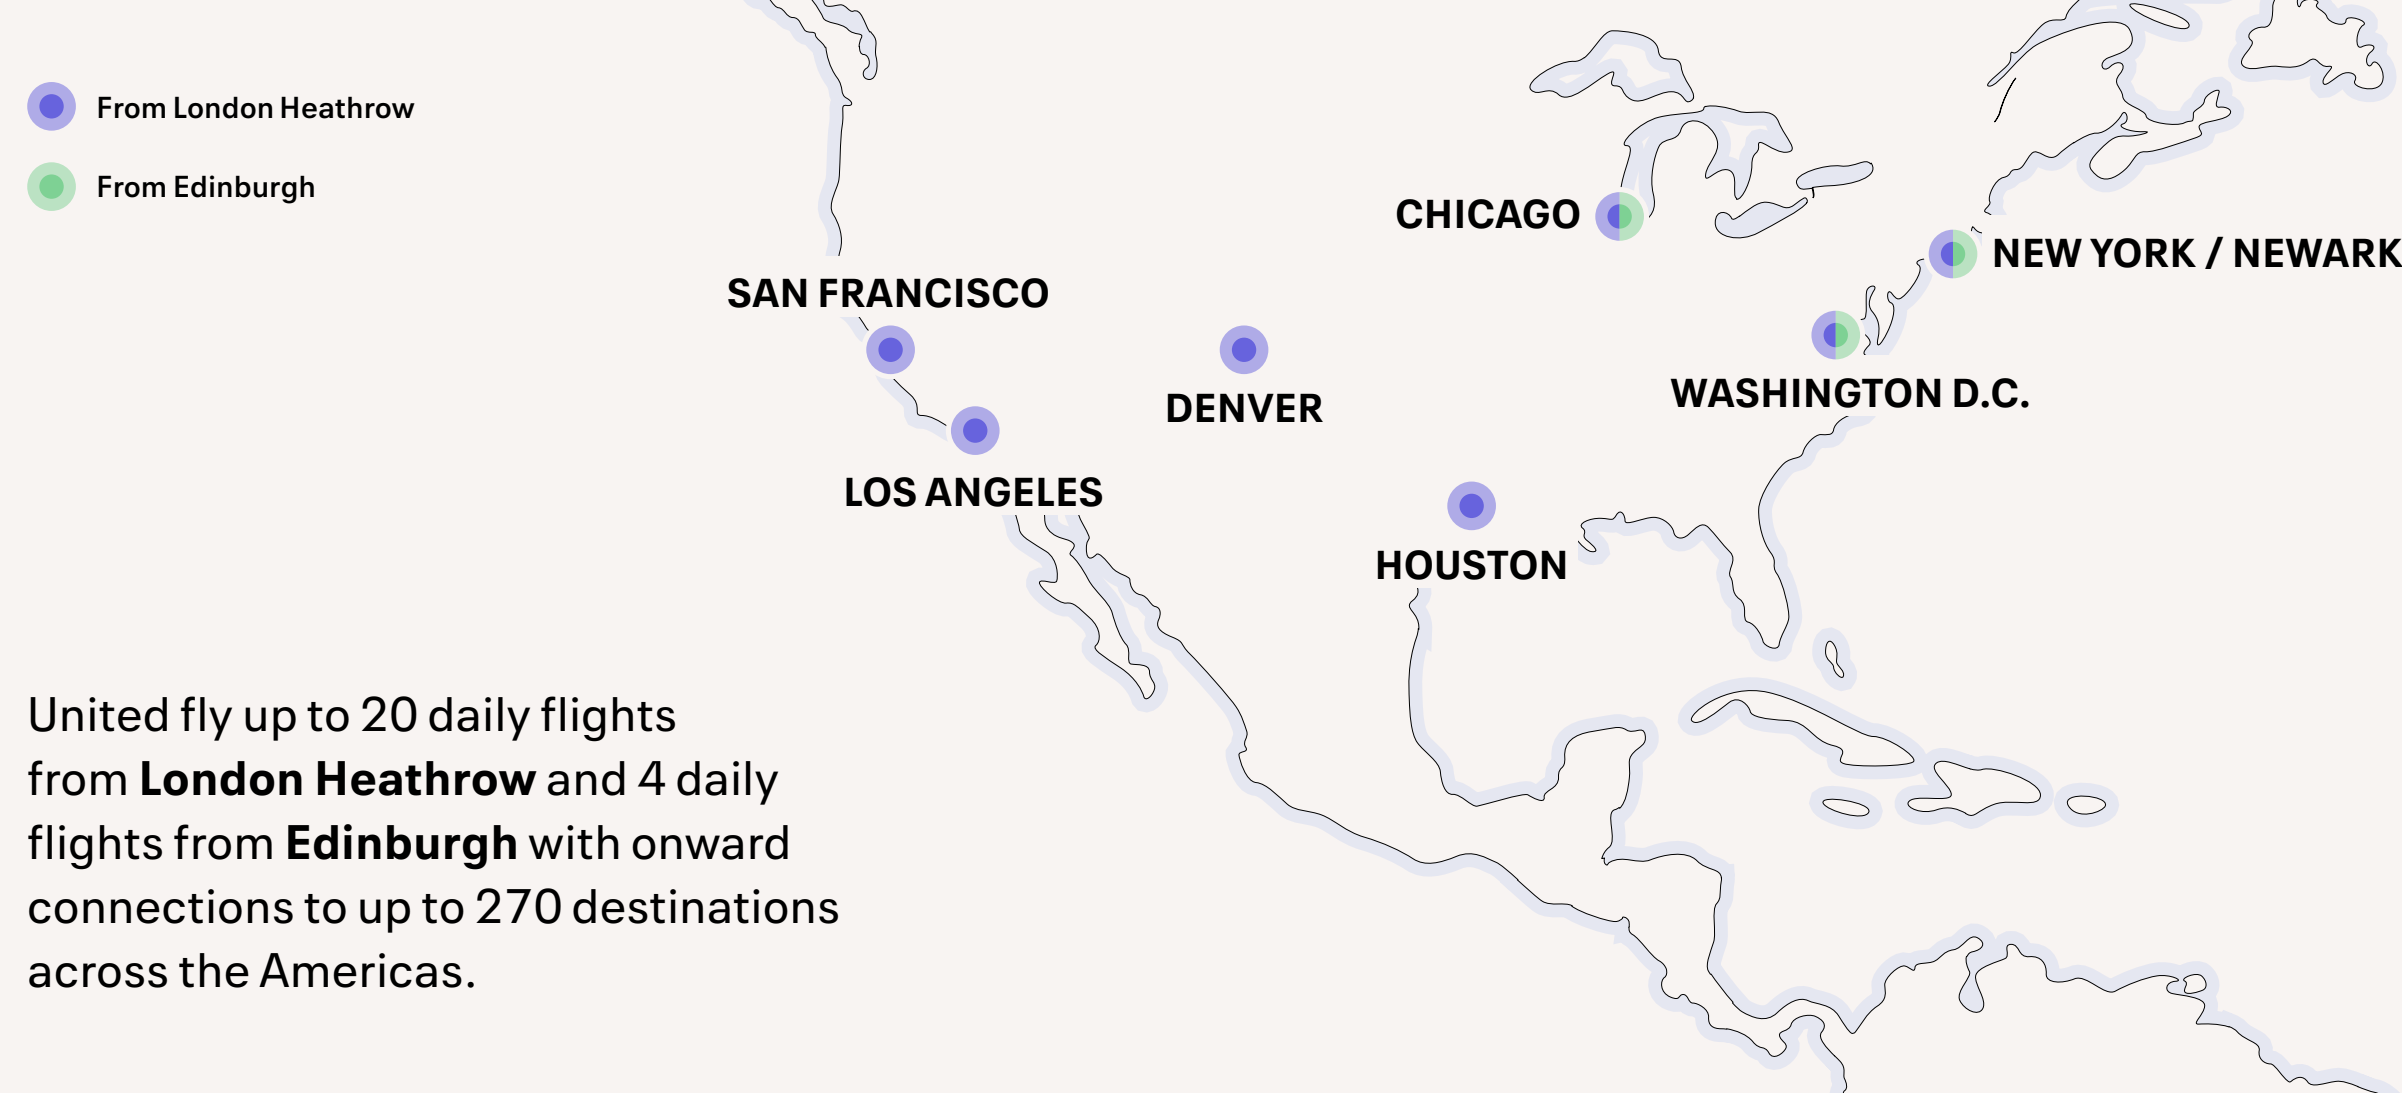 From London Heathrow
From Edinburgh
CHICAGO
NEW YORK / NEWARK
SAN FRANCISCO
DENVER
WASHINGTON D.C.
LOS ANGELES
HOUSTON
United fly up to 20 daily flights
from London Heathrow and 4 daily
flights from Edinburgh with onward
connections to up to 270 destinations
across the Americas.